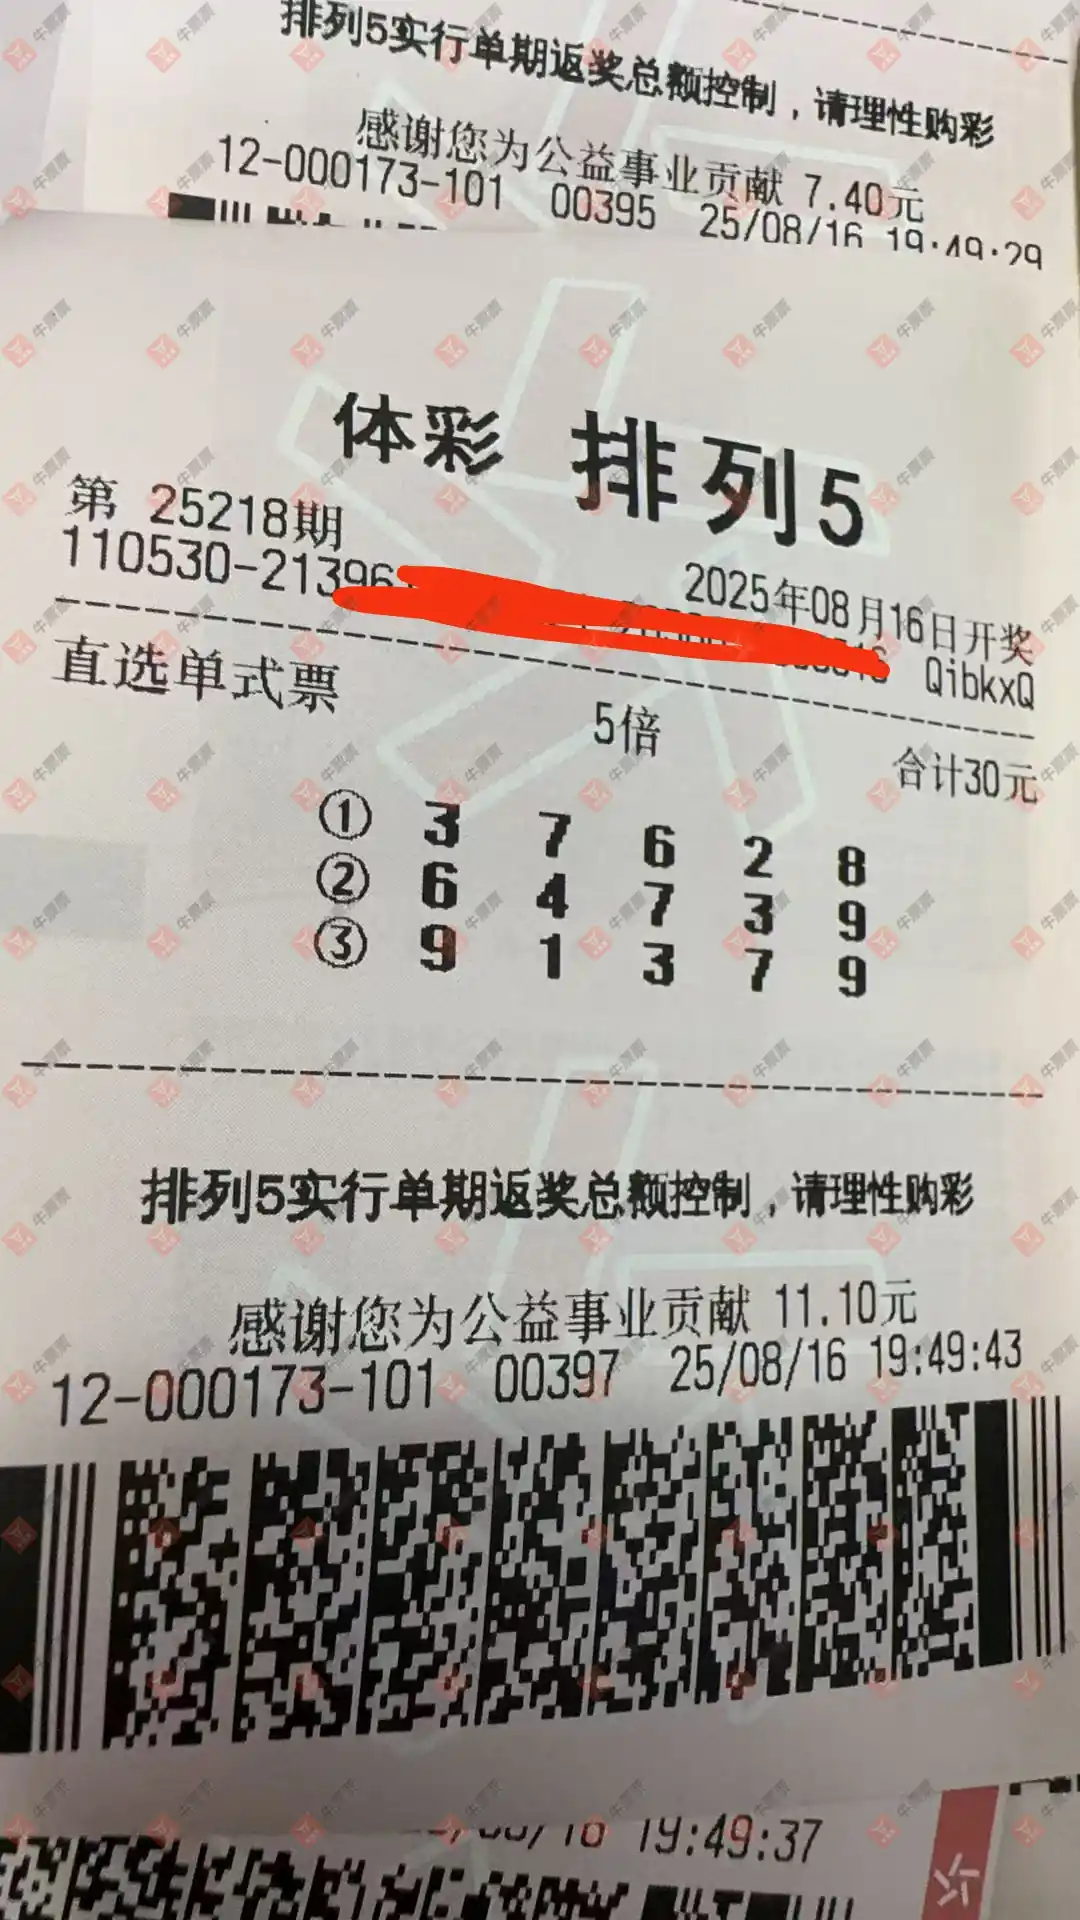 排列5实行单期返奖总额控制，请理性购彩
感谢您为公益事业贡献 7.40元
12-000173-101 00395 25/08/16 19:49:29
体彩 排列5
第 25218期
2025年08月16日开奖
110530-21396
QibkxQ
直选单式票
5倍
合计30元
① 3 7 6 2 8
② 6 4 7 3 9
③ 9 1 3 7 9
排列5实行单期返奖总额控制，请理性购彩
感谢您为公益事业贡献 11.10元
12-000173-101 00397 25/08/16 19:49:43
19:49:37
牛票票